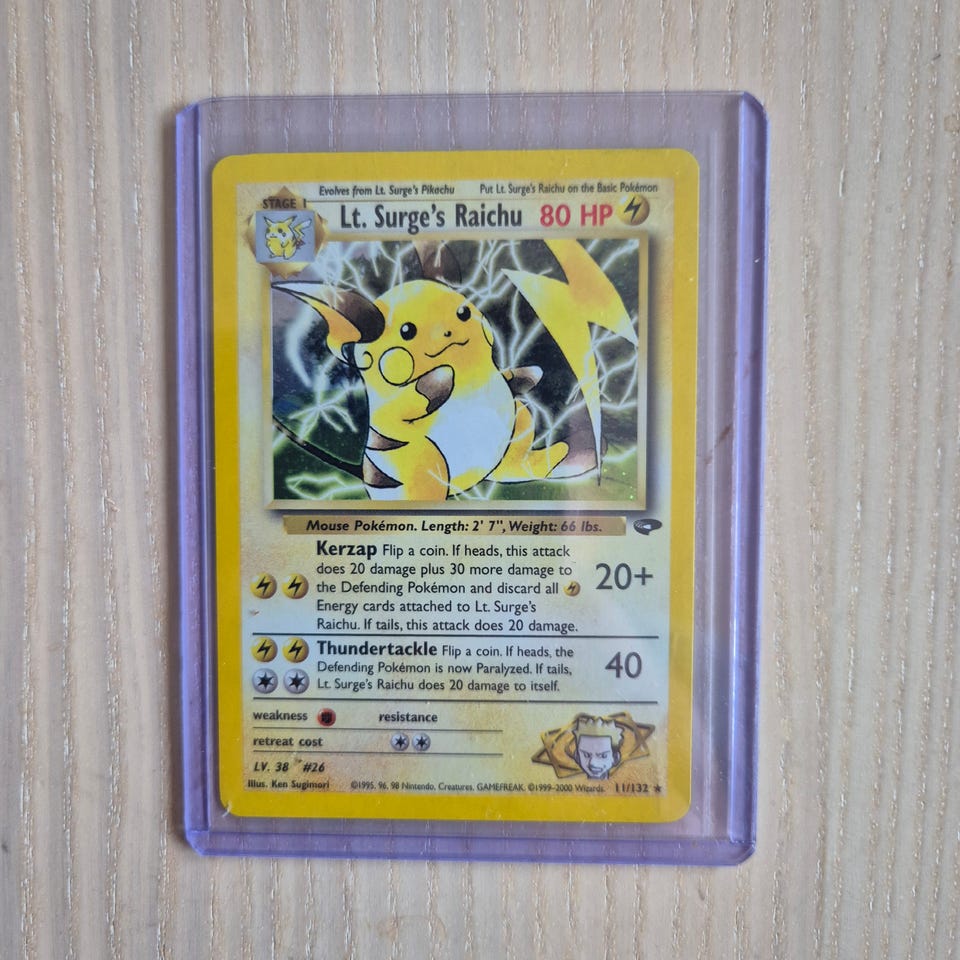 Evolves from Lt. Surge's Pikachu Put Lt. Surge's Raichu on the Basic Pokémon
STAGE 1
Lt. Surge's Raichu 80 HP
Mouse Pokémon. Length: 2' 7", Weight: 66 lbs.
Kerzap Flip a coin. If heads, this attack
does 20 damage plus 30 more damage to
the Defending Pokémon and discard all
Energy cards attached to Lt. Surge's
Raichu. If tails, this attack does 20 damage.
20+
Thundertackle Flip a coin. If heads, the
Defending Pokémon is now Paralyzed. If tails,
Lt. Surge's Raichu does 20 damage to itself.
40
weakness resistance
retreat cost
LV. 38 #26
Illus. Ken Sugimori ©1995, 96, 98 Nintendo, Creatures, GAMEFREAK. ©1999-2000 Wizards. 11/132 ★